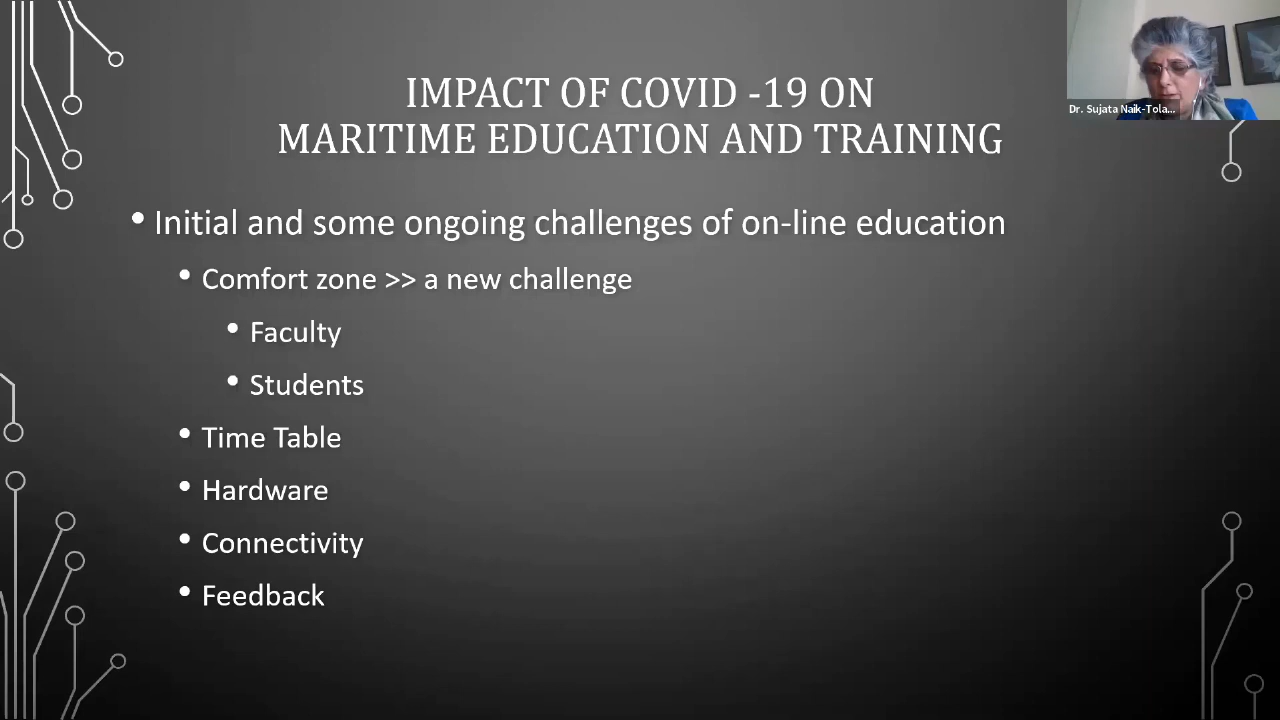 IMPACT OF COVID -19 ON
MARITIME EDUCATION AND TRAINING
Dr. Sujata Naik-Tola...
• Initial and some ongoing challenges of on-line education
• Comfort zone >> a new challenge
• Faculty
• Students
• Time Table
• Hardware
• Connectivity
• Feedback